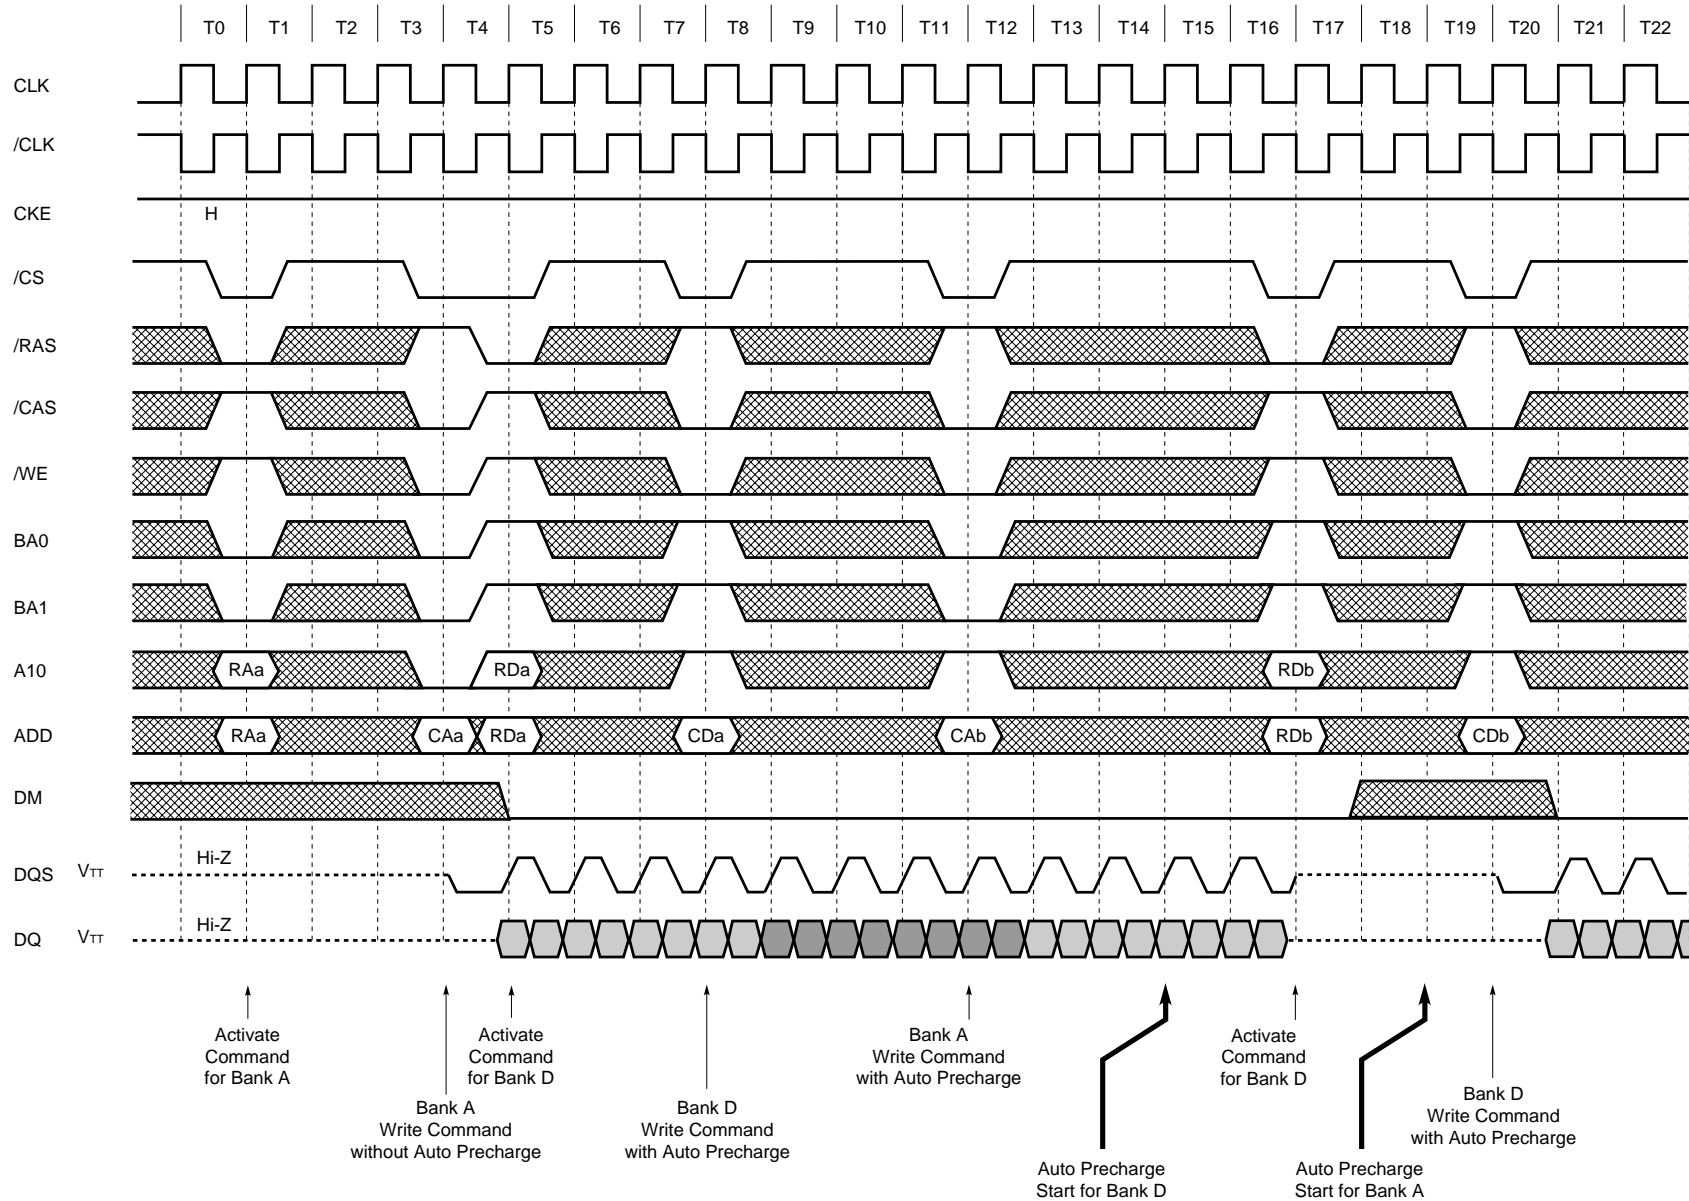 T0 T1 T2 T3 T4 T5 T6 T7 T8 T9 T10 T11 T12 T13 T14 T15 T16 T17 T18 T19 T20 T21 T22
CLK
/CLK
CKE
H
/CS
/RAS
/CAS
/WE
BA0
BA1
A10 RAa RDa RDb
ADD RAa CAa RDa CDa CAb RDb CDb
DM
Hi-Z
DQS VTT
Hi-Z
DQ VTT
Activate
Command
for Bank A
Bank A
Write Command
without Auto Precharge
Activate
Command
for Bank D
Bank D
Write Command
with Auto Precharge
Bank A
Write Command
with Auto Precharge
Auto Precharge
Start for Bank D
Activate
Command
for Bank D
Auto Precharge
Start for Bank A
Bank D
Write Command
with Auto Precharge